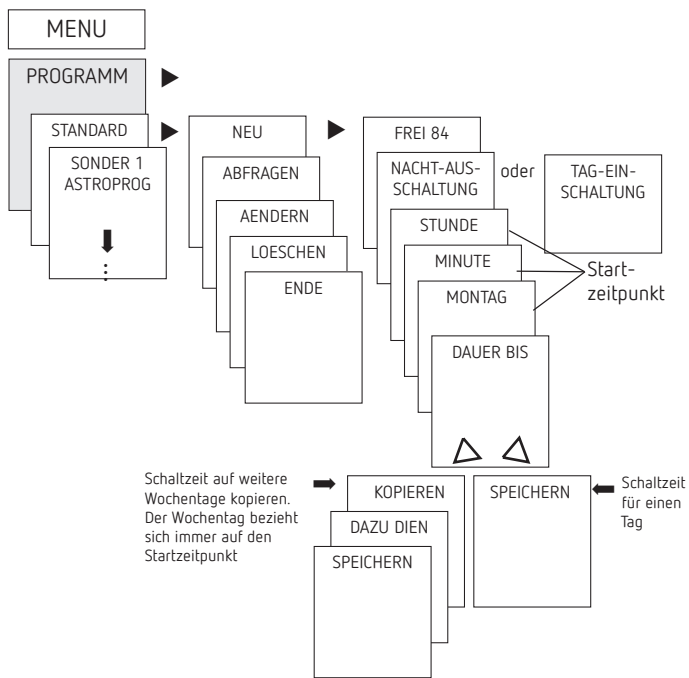 MENU
PROGRAMM
STANDARD
SONDER 1
ASTROPROG
NEU
ABFRAGEN
AENDERN
LOESCHEN
ENDE
FREI 84
NACHT-AUS-
SCHALTUNG
oder
TAG-EIN-
SCHALTUNG
STUNDE
MINUTE
MONTAG
Start-
zeitpunkt
DAUER BIS
Schaltzeit auf weitere
Wochentage kopieren.
Der Wochentag bezieht
sich immer auf den
Startzeitpunkt
KOPIEREN
DAZU DIEN
SPEICHERN
SPEICHERN
Schaltzeit
für einen
Tag